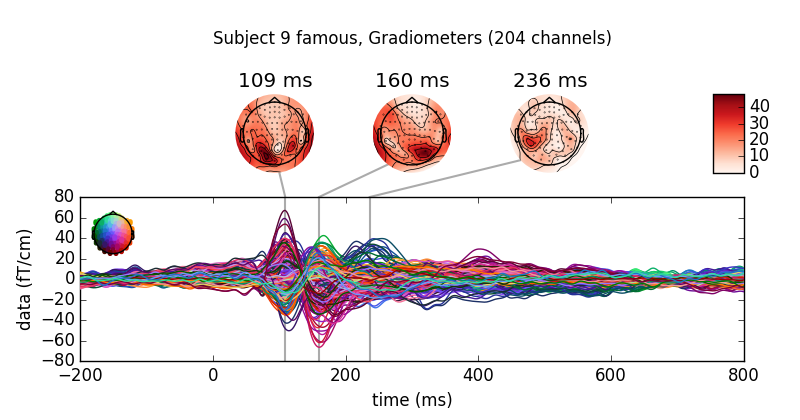 Subject 9 famous, Gradiometers (204 channels)
109 ms 160 ms 236 ms
40
30
20
10
0
80
60
40
20
0
−20
−40
−60
−80
data (fT/cm)
−200 0 200 400 600 800
time (ms)